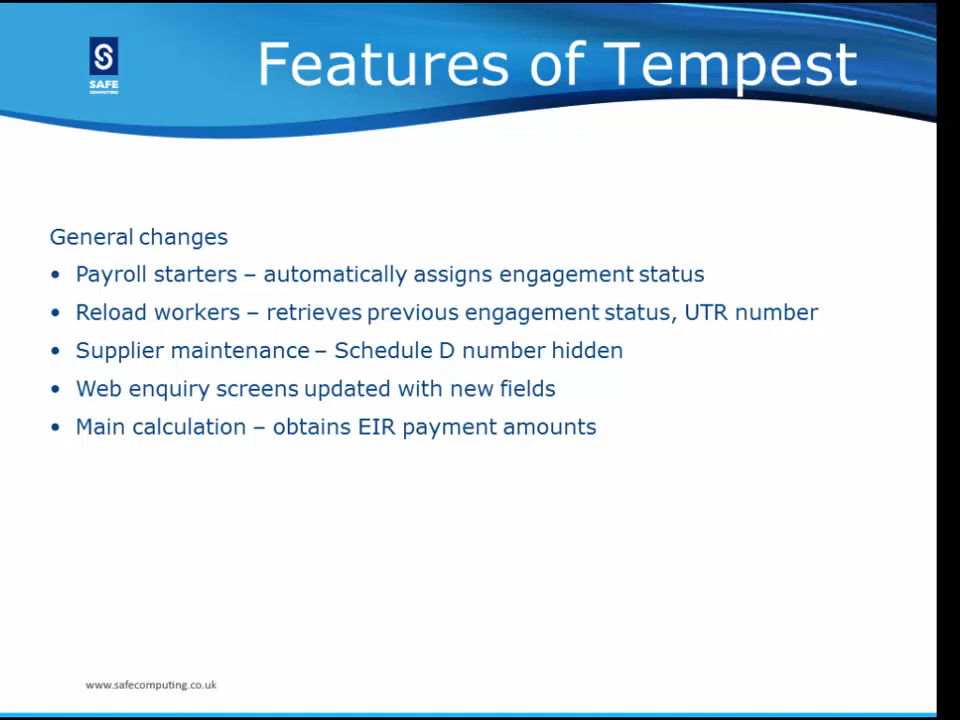 SAFE
COMPUTING
Features of Tempest
General changes
• Payroll starters – automatically assigns engagement status
• Reload workers – retrieves previous engagement status, UTR number
• Supplier maintenance – Schedule D number hidden
• Web enquiry screens updated with new fields
• Main calculation – obtains EIR payment amounts
www.safecomputing.co.uk